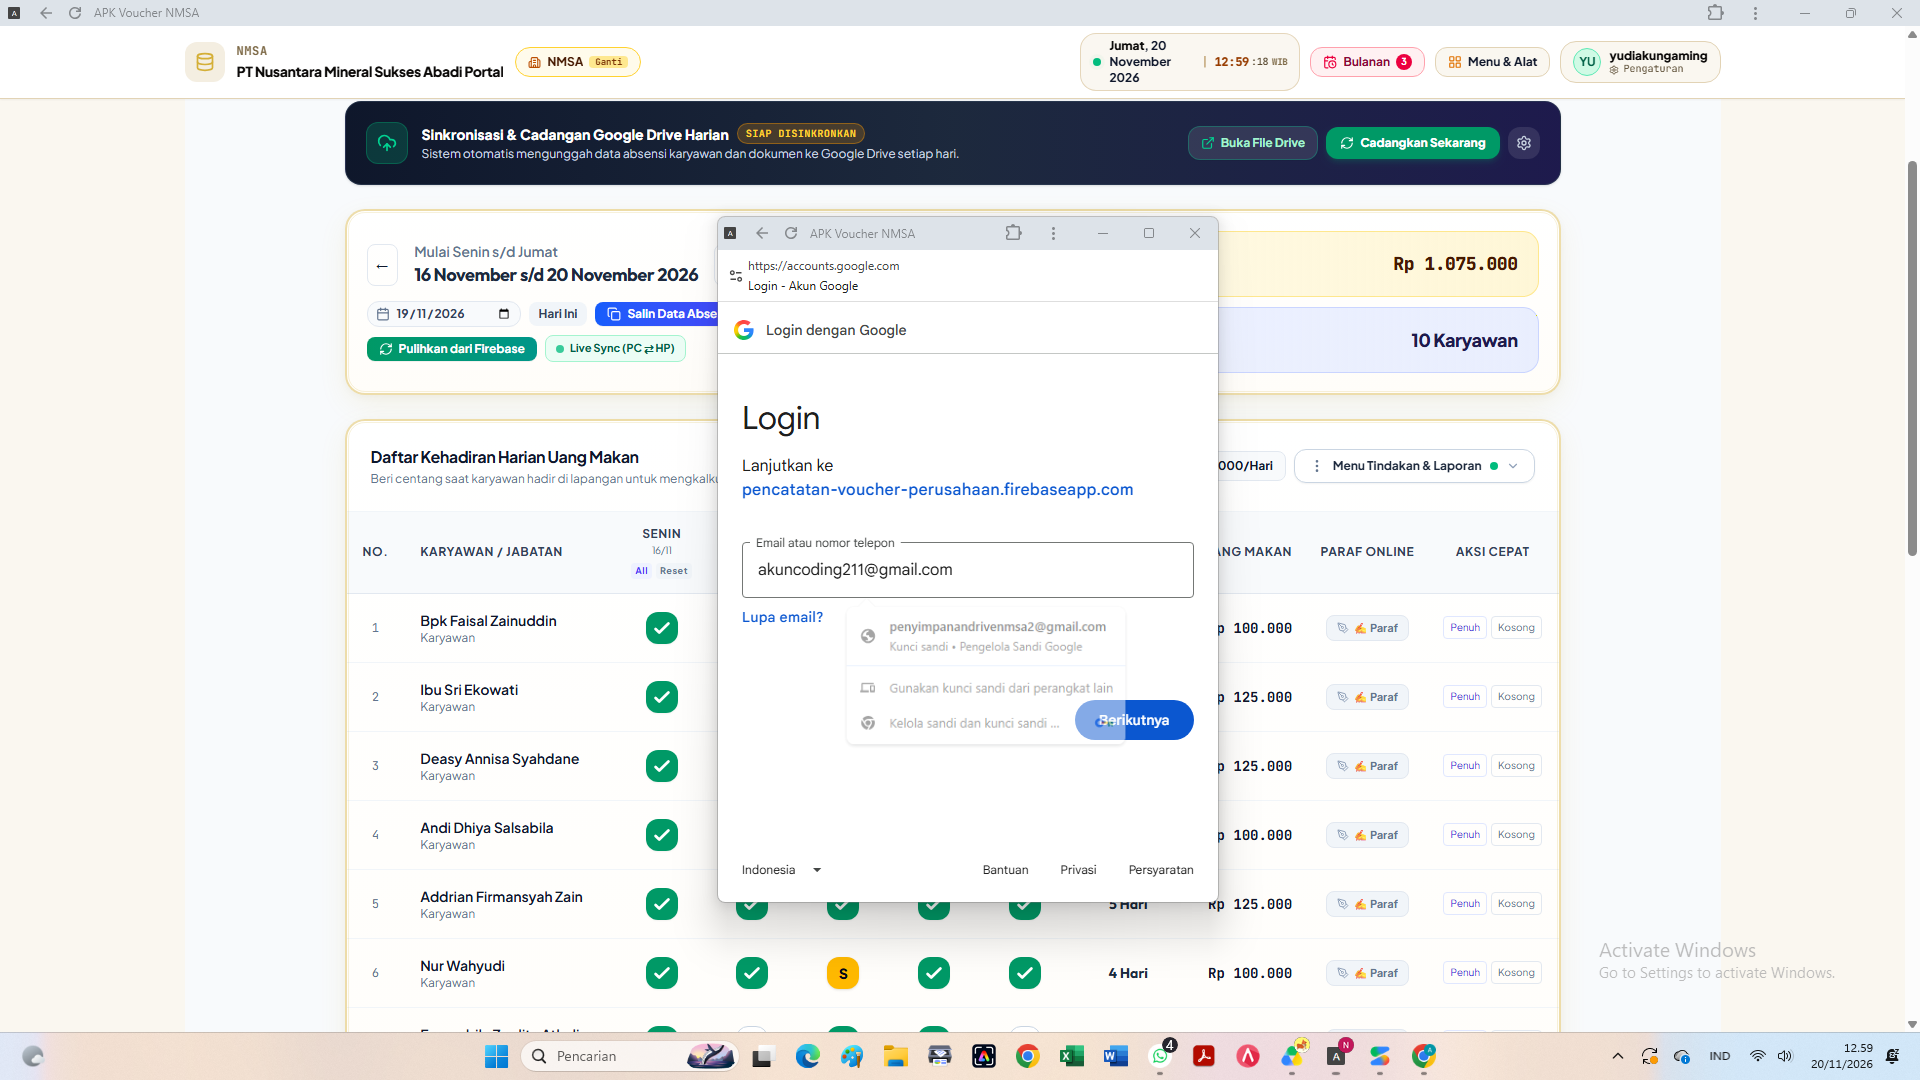 APK Voucher NMSA
NMSA
PT Nusantara Mineral Sukses Abadi Portal
NMSA Ganti
Jumat, 20 November 2026 | 12:59:18 WIB
Bulanan 3
Menu & Alat
YU
yudiakungaming
Pengaturan
Sinkronisasi & Cadangan Google Drive Harian SIAP DISINKRONKAN
Sistem otomatis mengunggah data absensi karyawan dan dokumen ke Google Drive setiap hari.
Buka File Drive
Cadangkan Sekarang
Mulai Senin s/d Jumat
16 November s/d 20 November 2026
19/11/2026
Hari Ini
Salin Data Abse
Pulihkan dari Firebase
Live Sync (PC ⇄ HP)
Rp 1.075.000
10 Karyawan
APK Voucher NMSA
https://accounts.google.com
Login - Akun Google
Login dengan Google
Login
Lanjutkan ke
pencatatan-voucher-perusahaan.firebaseapp.com
Email atau nomor telepon
akuncoding211@gmail.com
Lupa email?
penyimpanandrivenmsa2@gmail.com
Kunci sandi • Pengelola Sandi Google
Gunakan kunci sandi dari perangkat lain
Kelola sandi dan kunci sandi ...
Berikutnya
Indonesia
Bantuan
Privasi
Persyaratan
Daftar Kehadiran Harian Uang Makan
Beri centang saat karyawan hadir di lapangan untuk mengkalku
000/Hari
Menu Tindakan & Laporan
NO.
KARYAWAN / JABATAN
SENIN
16/11
All Reset
NG MAKAN
PARAF ONLINE
AKSI CEPAT
1 Bpk Faisal Zainuddin p 100.000 ✍️ Paraf Penuh Kosong
Karyawan
2 Ibu Sri Ekowati p 125.000 ✍️ Paraf Penuh Kosong
Karyawan
3 Deasy Annisa Syahdane p 125.000 ✍️ Paraf Penuh Kosong
Karyawan
4 Andi Dhiya Salsabila p 100.000 ✍️ Paraf Penuh Kosong
Karyawan
5 Addrian Firmansyah Zain 5 Hari Rp 125.000 ✍️ Paraf Penuh Kosong
Karyawan
6 Nur Wahyudi S 4 Hari Rp 100.000 ✍️ Paraf Penuh Kosong
Karyawan
Activate Windows
Go to Settings to activate Windows.
Pencarian
4
N
IND
12.59
20/11/2026